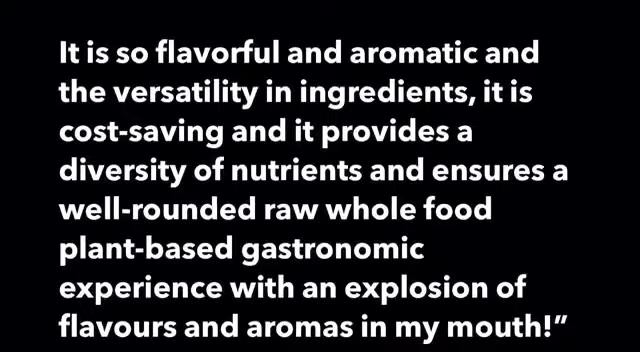 It is so flavorful and aromatic and
the versatility in ingredients, it is
cost-saving and it provides a
diversity of nutrients and ensures a
well-rounded raw whole food
plant-based gastronomic
experience with an explosion of
flavours and aromas in my mouth!”